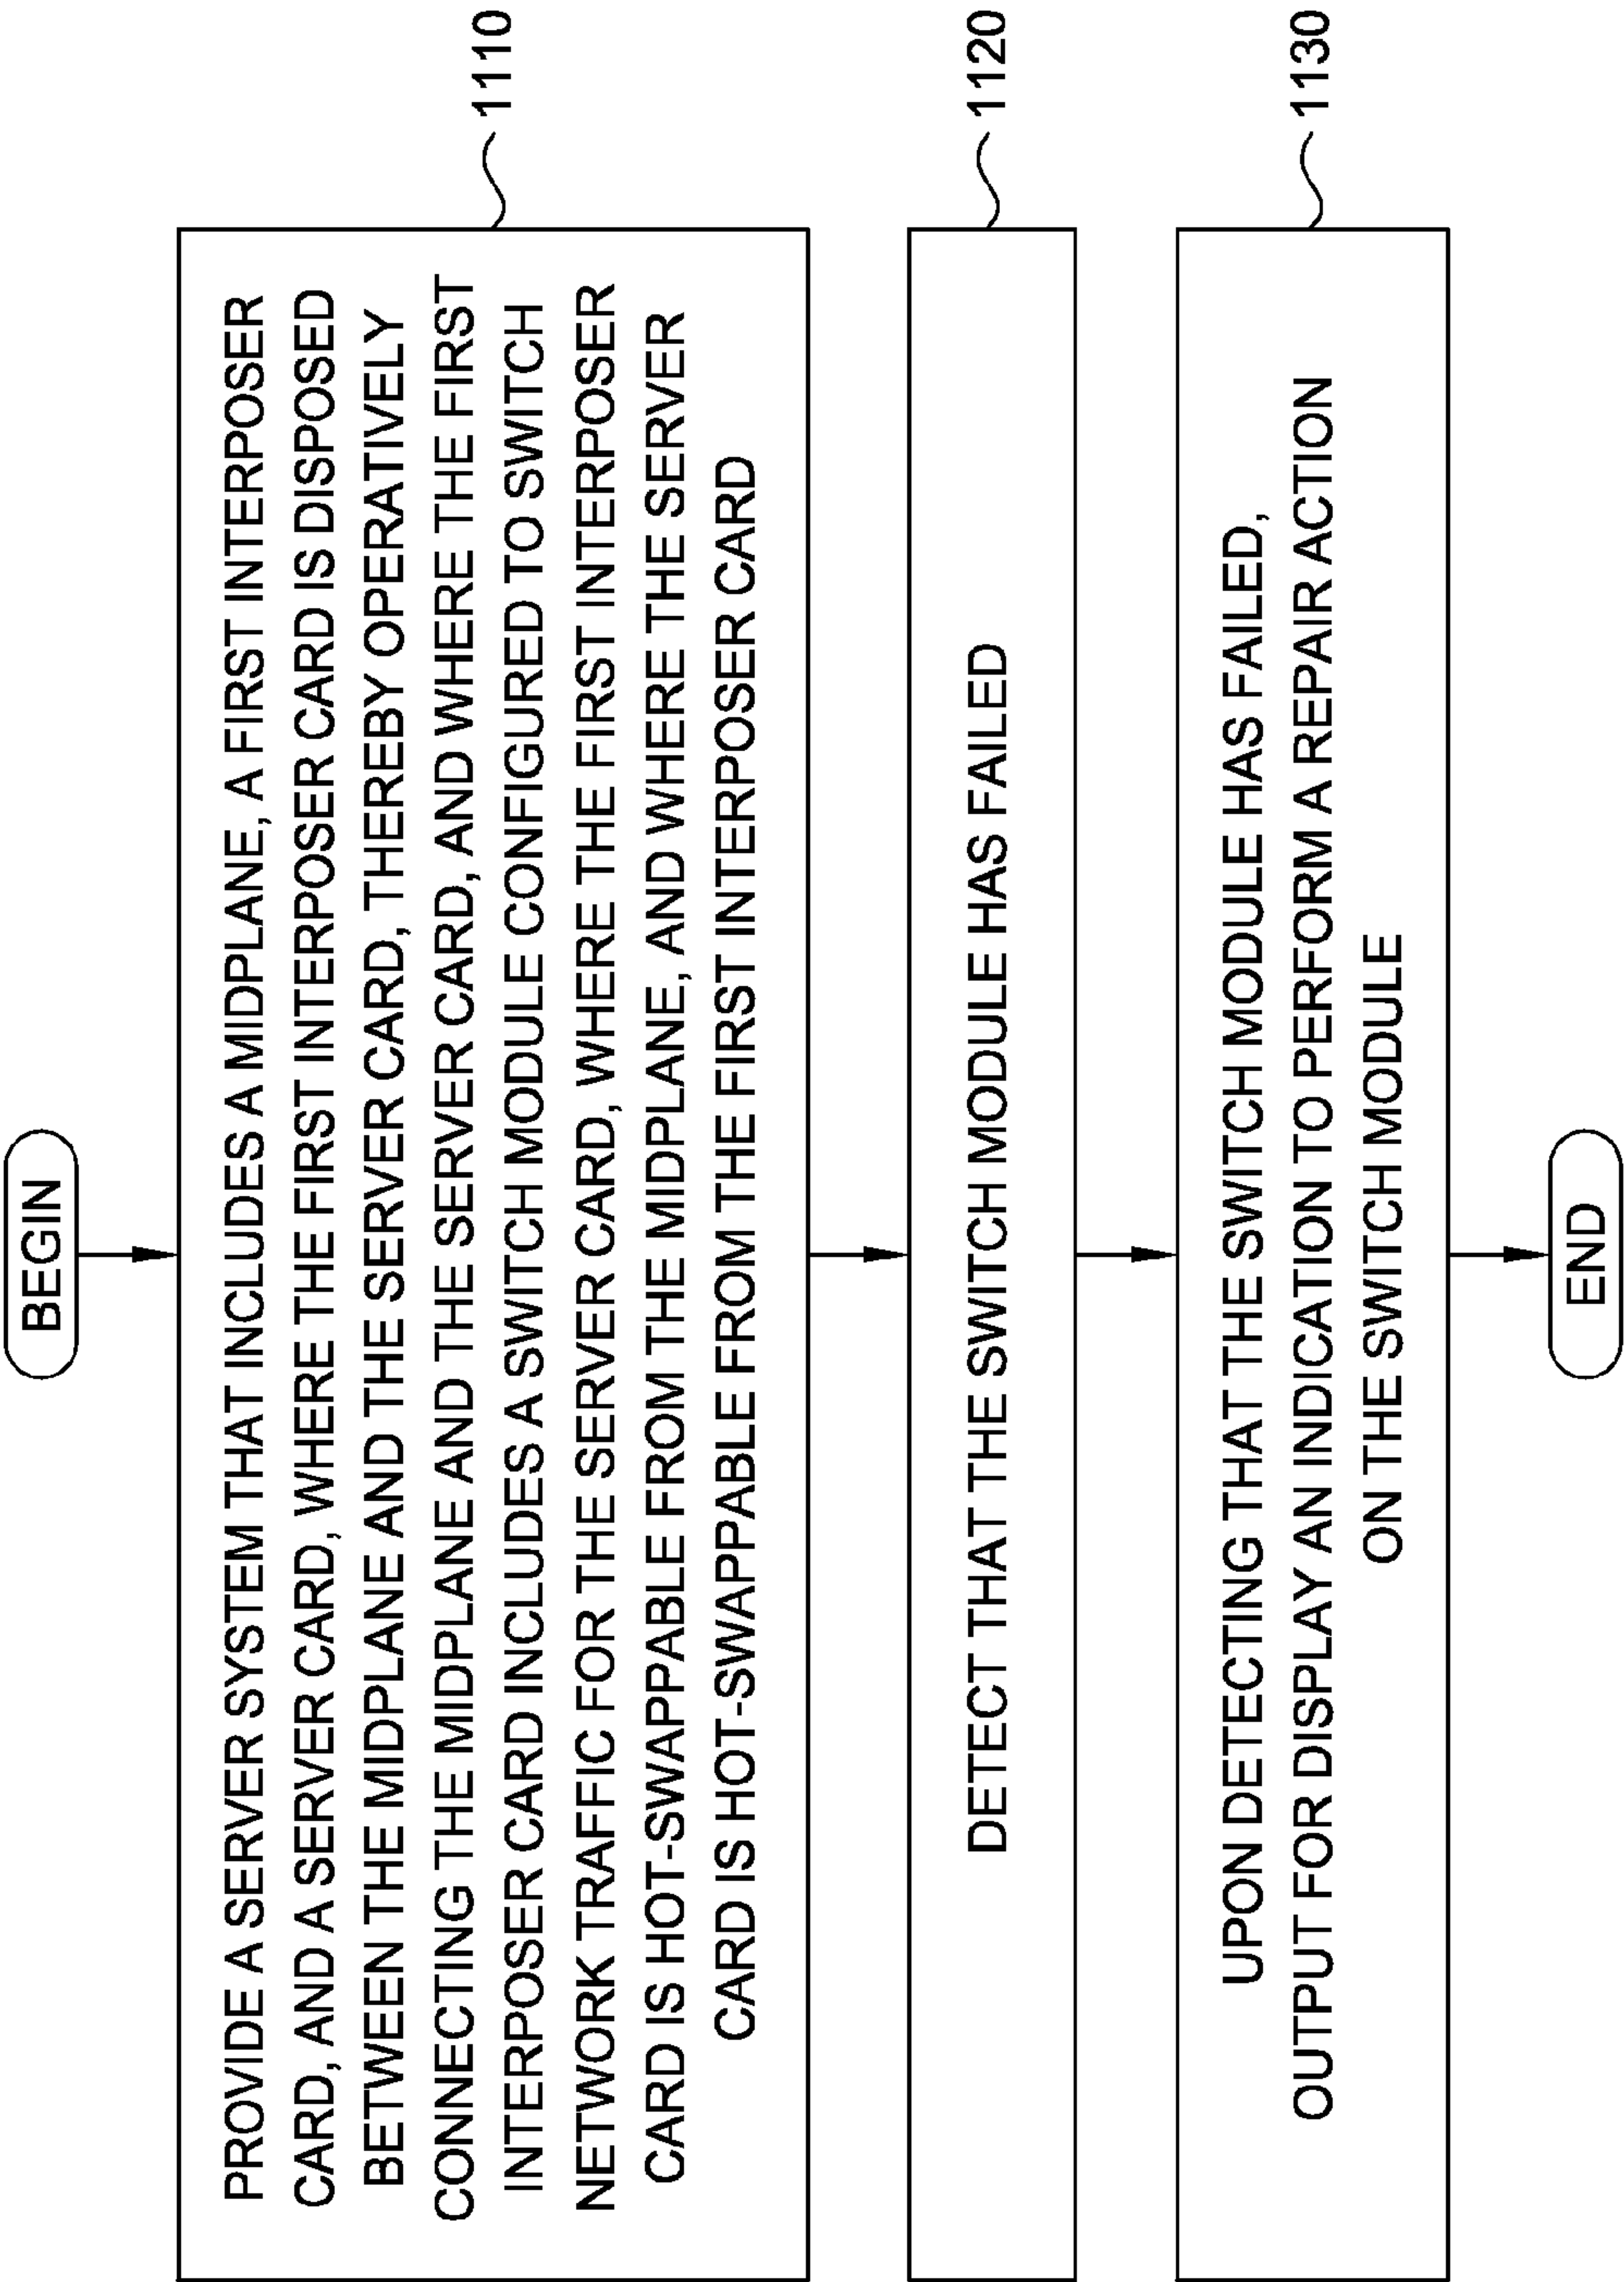 BEGIN
PROVIDE A SERVER SYSTEM THAT INCLUDES A MIDPLANE, A FIRST INTERPOSER
CARD, AND A SERVER CARD, WHERE THE FIRST INTERPOSER CARD IS DISPOSED
BETWEEN THE MIDPLANE AND THE SERVER CARD, THEREBY OPERATIVELY
CONNECTING THE MIDPLANE AND THE SERVER CARD, AND WHERE THE FIRST
INTERPOSER CARD INCLUDES A SWITCH MODULE CONFIGURED TO SWITCH
NETWORK TRAFFIC FOR THE SERVER CARD, WHERE THE FIRST INTERPOSER
CARD IS HOT-SWAPPABLE FROM THE MIDPLANE, AND WHERE THE SERVER
CARD IS HOT-SWAPPABLE FROM THE FIRST INTERPOSER CARD
1110
DETECT THAT THE SWITCH MODULE HAS FAILED
1120
UPON DETECTING THAT THE SWITCH MODULE HAS FAILED,
OUTPUT FOR DISPLAY AN INDICATION TO PERFORM A REPAIR ACTION
ON THE SWITCH MODULE
1130
END